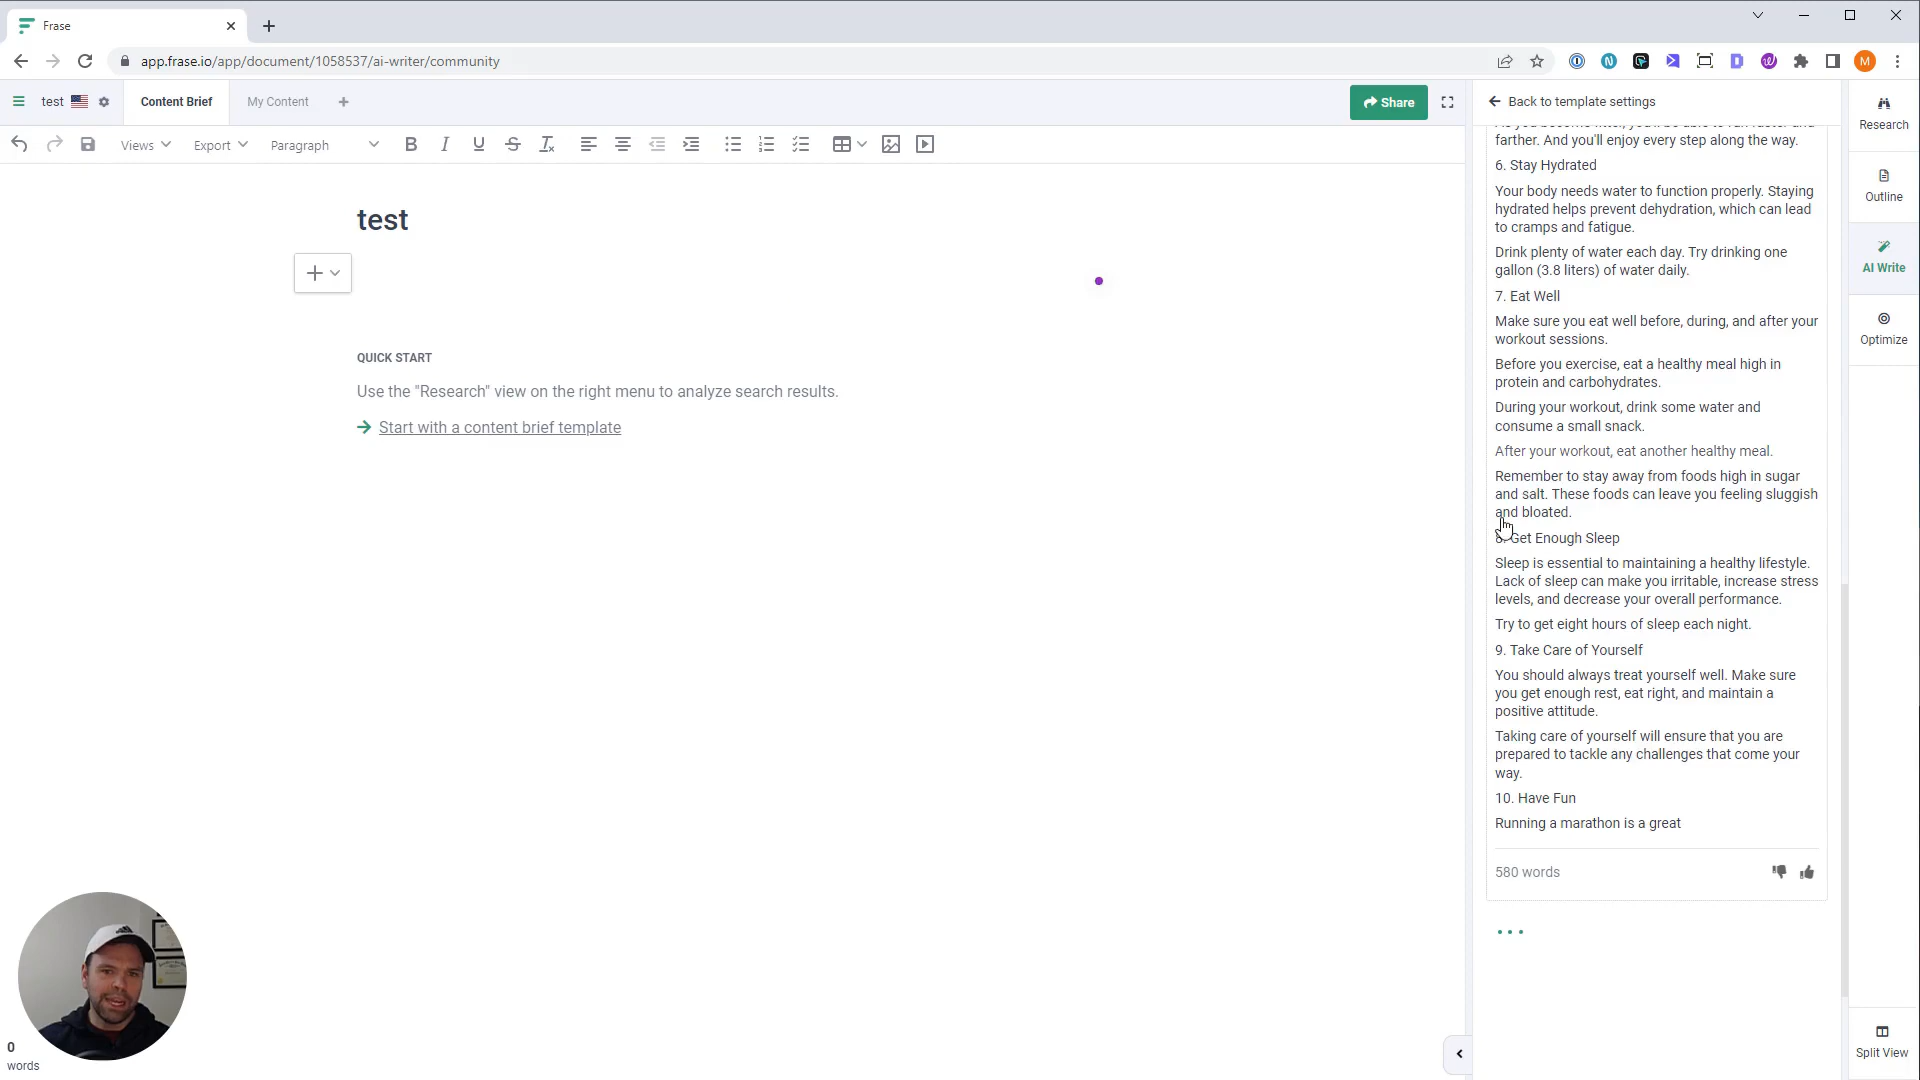 Frase
app.frase.io/app/document/1058537/ai-writer/community
M
test
Content Brief
My Content
Share
Back to template settings
Research
Views
Export
Paragraph
farther. And you'll enjoy every step along the way.
6. Stay Hydrated
Your body needs water to function properly. Staying
hydrated helps prevent dehydration, which can lead
to cramps and fatigue.
Drink plenty of water each day. Try drinking one
gallon (3.8 liters) of water daily.
7. Eat Well
Make sure you eat well before, during, and after your
workout sessions.
Before you exercise, eat a healthy meal high in
protein and carbohydrates.
During your workout, drink some water and
consume a small snack.
After your workout, eat another healthy meal.
Remember to stay away from foods high in sugar
and salt. These foods can leave you feeling sluggish
and bloated.
8. Get Enough Sleep
Sleep is essential to maintaining a healthy lifestyle.
Lack of sleep can make you irritable, increase stress
levels, and decrease your overall performance.
Try to get eight hours of sleep each night.
9. Take Care of Yourself
You should always treat yourself well. Make sure
you get enough rest, eat right, and maintain a
positive attitude.
Taking care of yourself will ensure that you are
prepared to tackle any challenges that come your
way.
10. Have Fun
Running a marathon is a great
580 words
Outline
AI Write
Optimize
Split View
test
QUICK START
Use the "Research" view on the right menu to analyze search results.
Start with a content brief template
0
words